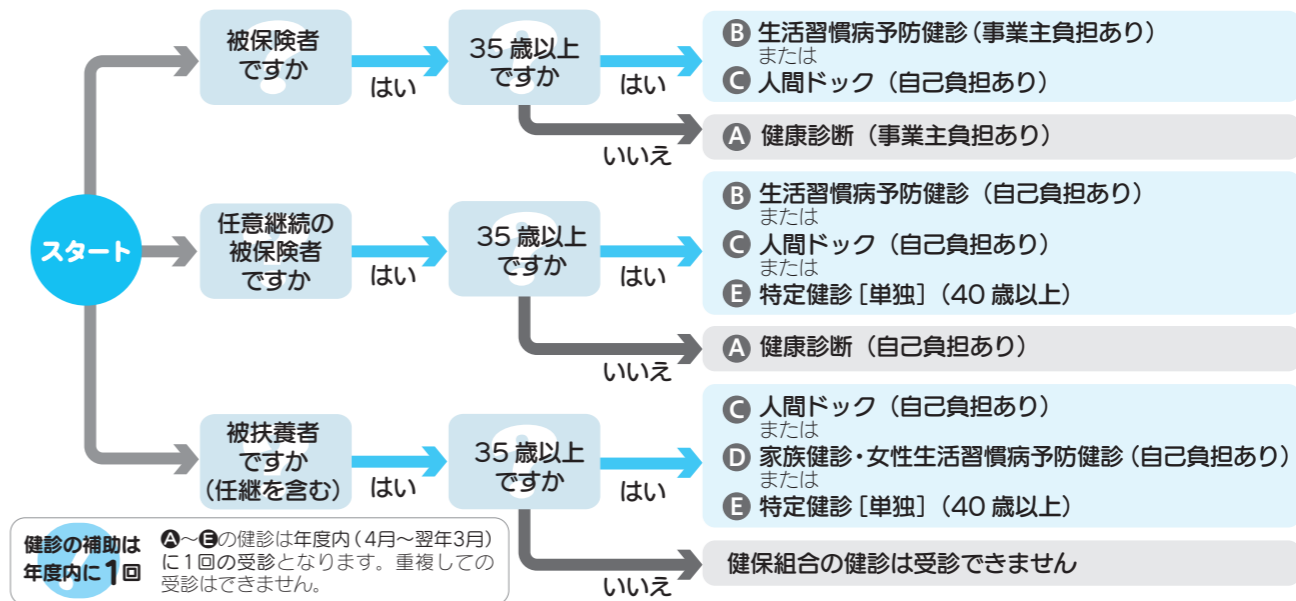 スタート
被保険者
ですか
はい
35歳以上
ですか
はい
B 生活習慣病予防健診（事業主負担あり）
または
C 人間ドック（自己負担あり）
いいえ
A 健康診断（事業主負担あり）
任意継続の
被保険者
ですか
はい
35歳以上
ですか
はい
B 生活習慣病予防健診（自己負担あり）
または
C 人間ドック（自己負担あり）
または
E 特定健診［単独］（40歳以上）
いいえ
A 健康診断（自己負担あり）
被扶養者
ですか
（任継を含む）
はい
35歳以上
ですか
はい
C 人間ドック（自己負担あり）
または
D 家族健診・女性生活習慣病予防健診（自己負担あり）
または
E 特定健診［単独］（40歳以上）
いいえ
健保組合の健診は受診できません
健診の補助は
年度内に1回
A～Eの健診は年度内（4月～翌年3月）
に1回の受診となります。重複しての
受診はできません。